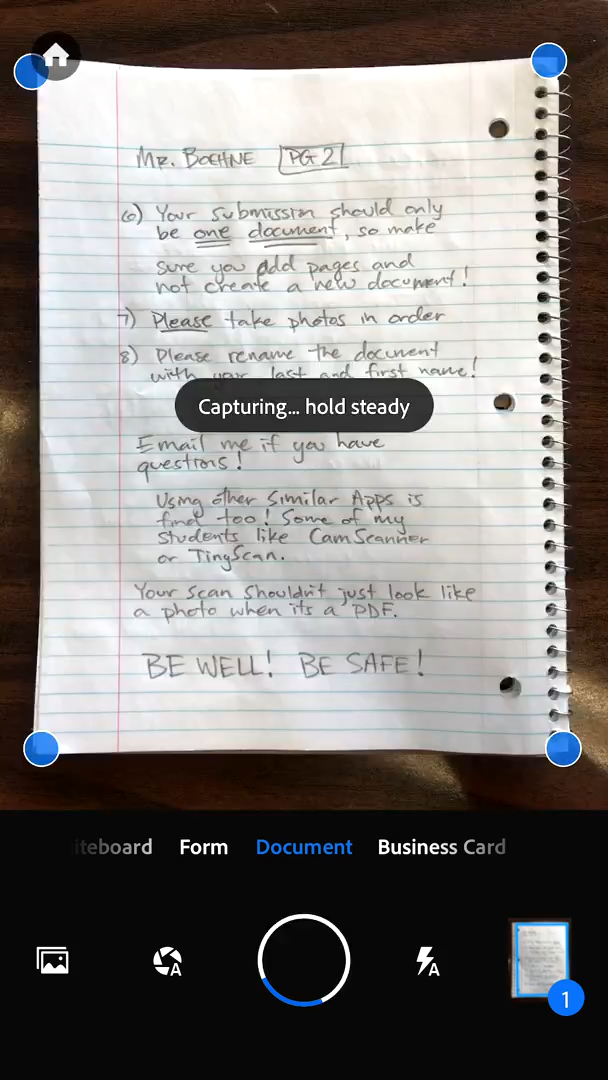 MR. BOEHNE PG 2
6) Your submission should only
be one document, so make
sure you add pages and
not create a new document!
7) Please take photos in order
8) Please rename the document
with your last and first name!
Capturing... hold steady
Email me if you have
questions!
Using other similar Apps is
find too! Some of my
students like CamScanner
or TingScan.
Your scan shouldn't just look like
a photo when its a PDF.
BE WELL! BE SAFE!
iteboard Form Document Business Card
A A
1